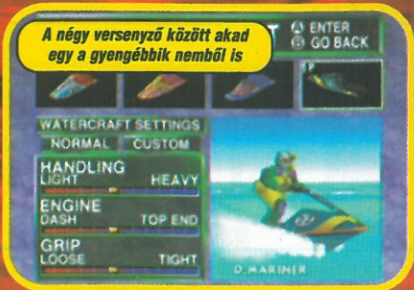 A négy versenyző között akad
egy a gyengébbik nemből is
T
A ENTER
B GO BACK
1P
WATERCRAFT SETTINGS
NORMAL CUSTOM
HANDLING
LIGHT HEAVY
ENGINE
DASH TOP END
GRIP
LOOSE TIGHT
D.MARINER